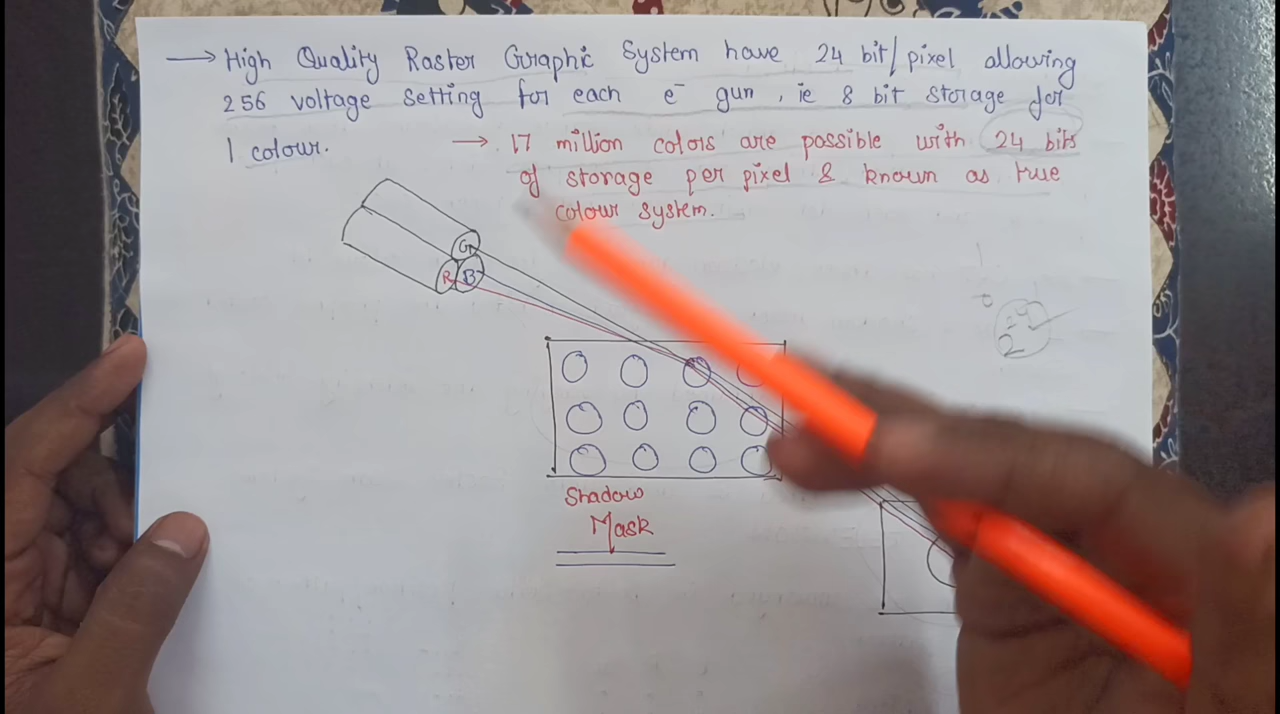 → High Quality Raster Graphic System have 24 bit/pixel allowing
256 voltage setting for each e⁻ gun, ie 8 bit storage for
1 colour.
→ 17 million colors are possible with 24 bits
of storage per pixel & known as true
colour system.
G
R B
Shadow
Mask